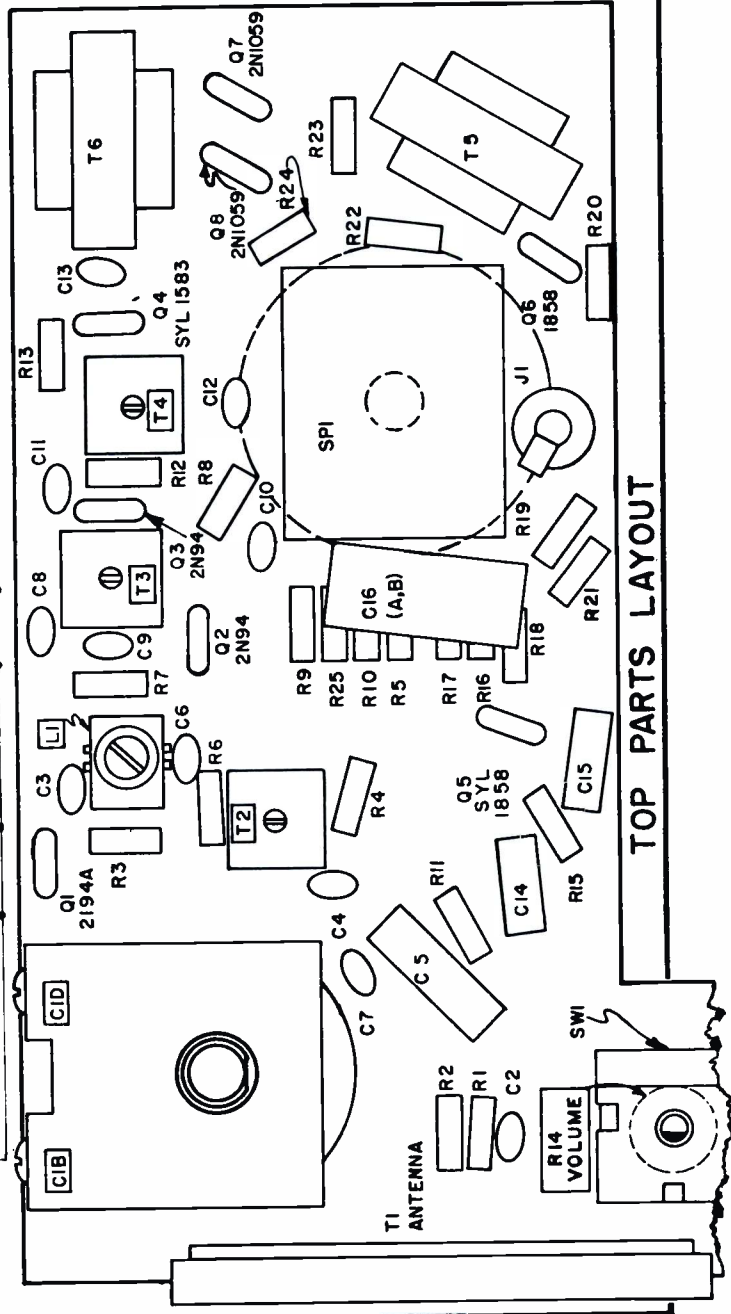 Q7
2N1059
T6
R23
T5
Q8
2N1059
R24
R22
R20
C13
Q4
SYL 1583
Q6
1858
R13
T4
C12
SP1
J1
C11
R12
R8
C10
R19
Q3
2N94
C8
T3
C9
Q2
2N94
C16
(A,B)
R21
R7
R9
R25
R10
R5
R17
R16
R18
L1
C6
C3
R6
T2
R4
Q5
SYL
1858
C15
Q1
2194A
R3
C4
R11
C14
R15
TOP PARTS LAYOUT
C1D
C7
C5
SW1
C1B
R2
R1
C2
R14
VOLUME
T1
ANTENNA